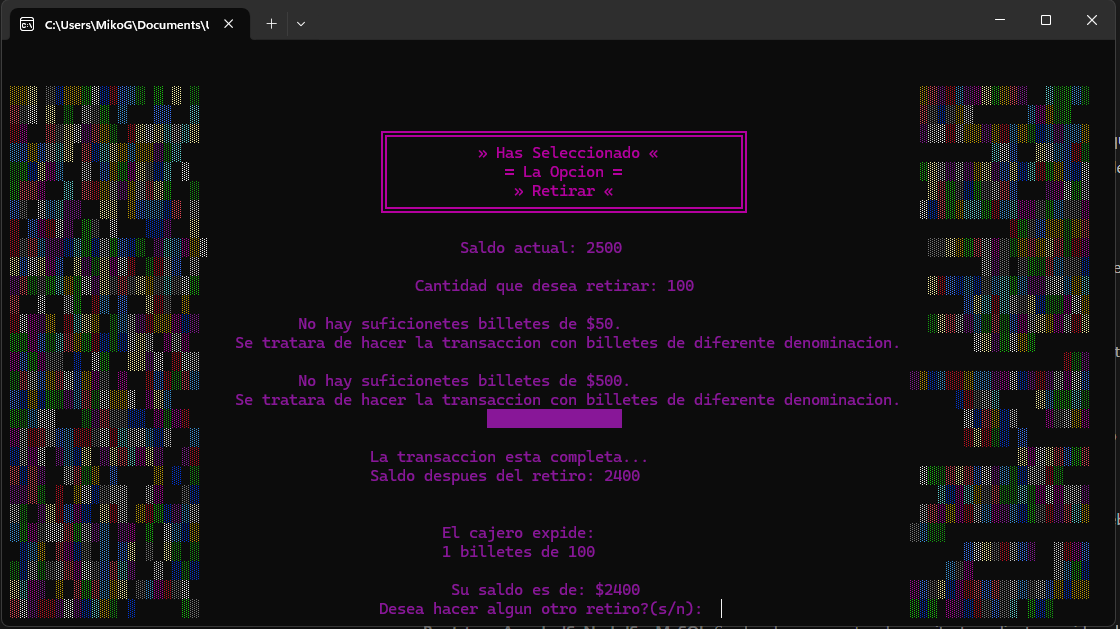 C:\Users\MikoG\Documents\U
» Has Seleccionado «
= La Opcion =
» Retirar «
Saldo actual: 2500
Cantidad que desea retirar: 100
No hay suficionetes billetes de $50.
Se tratara de hacer la transaccion con billetes de diferente denominacion.
No hay suficionetes billetes de $500.
Se tratara de hacer la transaccion con billetes de diferente denominacion.
La transaccion esta completa...
Saldo despues del retiro: 2400
El cajero expide:
1 billetes de 100
Su saldo es de: $2400
Desea hacer algun otro retiro?(s/n):